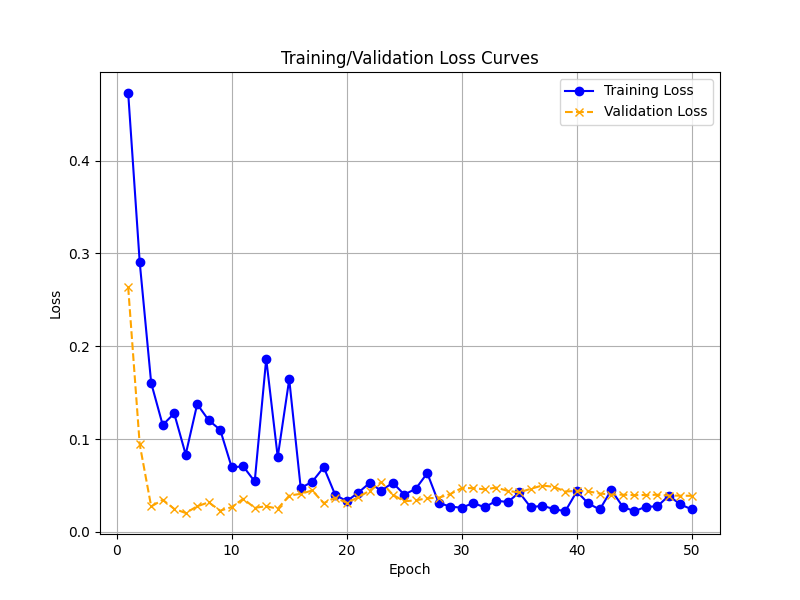 Training/Validation Loss Curves
Training Loss
Validation Loss
0.4
0.3
0.2
0.1
0.0
Loss
0
10
20
30
40
50
Epoch